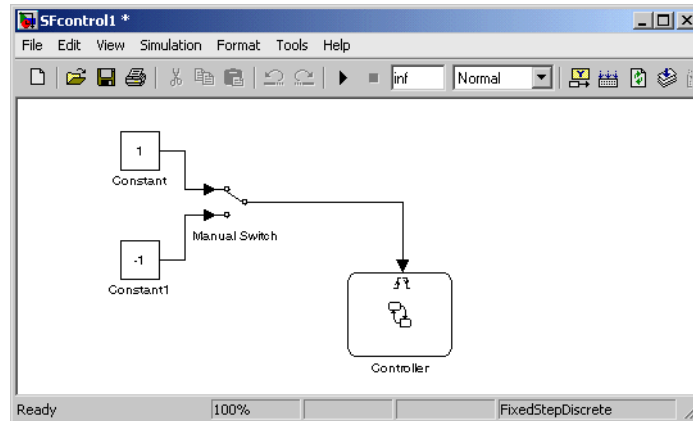 SFcontrol1 *
File Edit View Simulation Format Tools Help
inf Normal
1
Constant
Manual Switch
-1
Constant1
Controller
Ready 100% FixedStepDiscrete